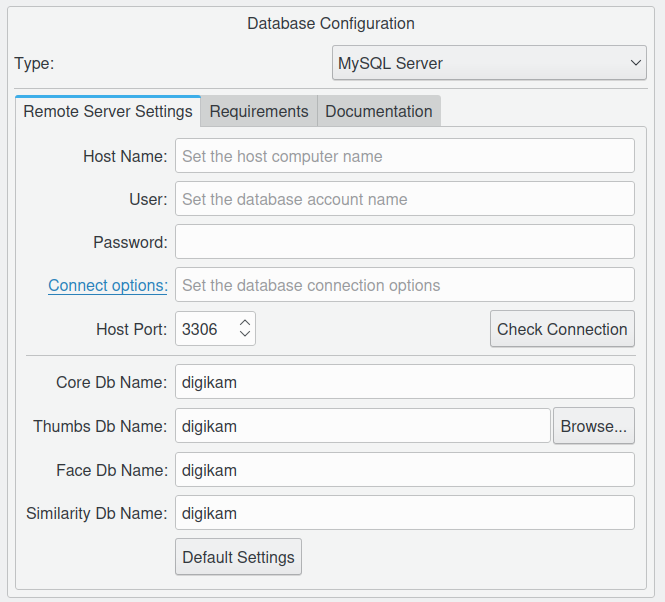 Database Configuration
Type: MySQL Server
Remote Server Settings Requirements Documentation
Host Name: Set the host computer name
User: Set the database account name
Password:
Connect options: Set the database connection options
Host Port: 3306 Check Connection
Core Db Name: digikam
Thumbs Db Name: digikam Browse...
Face Db Name: digikam
Similarity Db Name: digikam
Default Settings